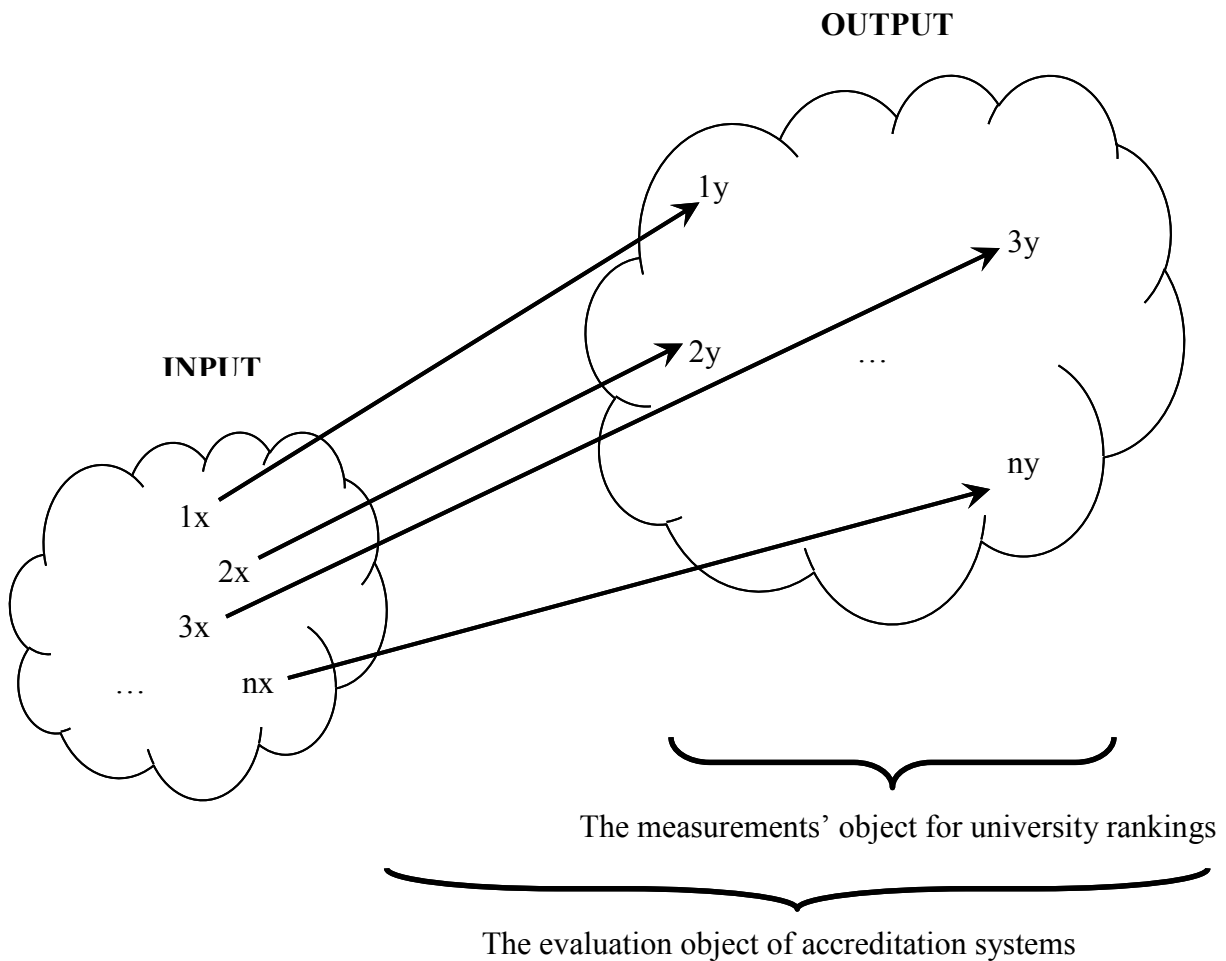 OUTPUT
1y
3y
2y
...
INPUT
ny
1x
2x
3x
... nx
The measurements’ object for university rankings
The evaluation object of accreditation systems